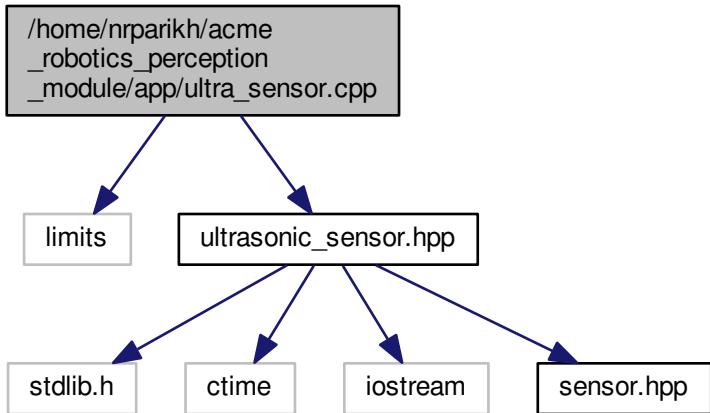 /home/nrparikh/acme
_robotics_perception
_module/app/ultra_sensor.cpp
limits
ultrasonic_sensor.hpp
stdlib.h
ctime
iostream
sensor.hpp